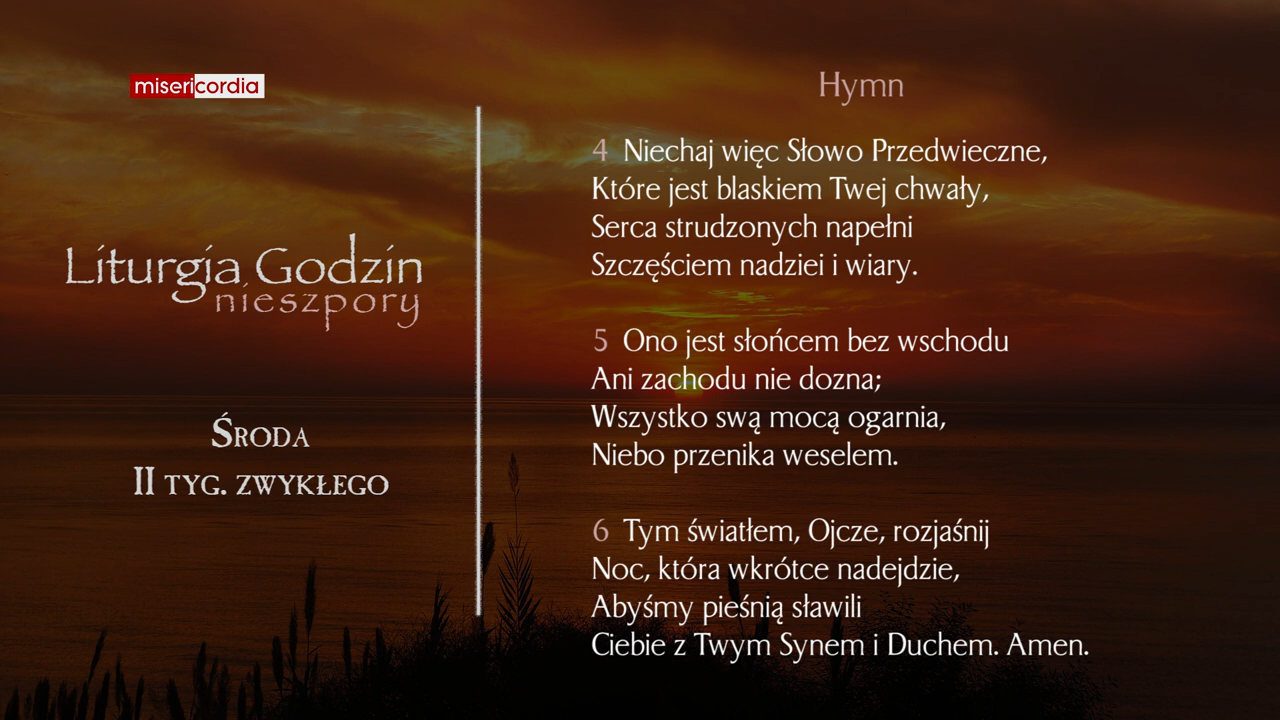 misericordia
Liturgia Godzin
nieszpory
Środa
II tyg. zwykłego
Hymn
4 Niechaj więc Słowo Przedwieczne,
Które jest blaskiem Twej chwały,
Serca strudzonych napełni
Szczęściem nadziei i wiary.
5 Ono jest słońcem bez wschodu
Ani zachodu nie dozna;
Wszystko swą mocą ogarnia,
Niebo przenika weselem.
6 Tym światłem, Ojcze, rozjaśnij
Noc, która wkrótce nadejdzie,
Abyśmy pieśnią sławili
Ciebie z Twym Synem i Duchem. Amen.